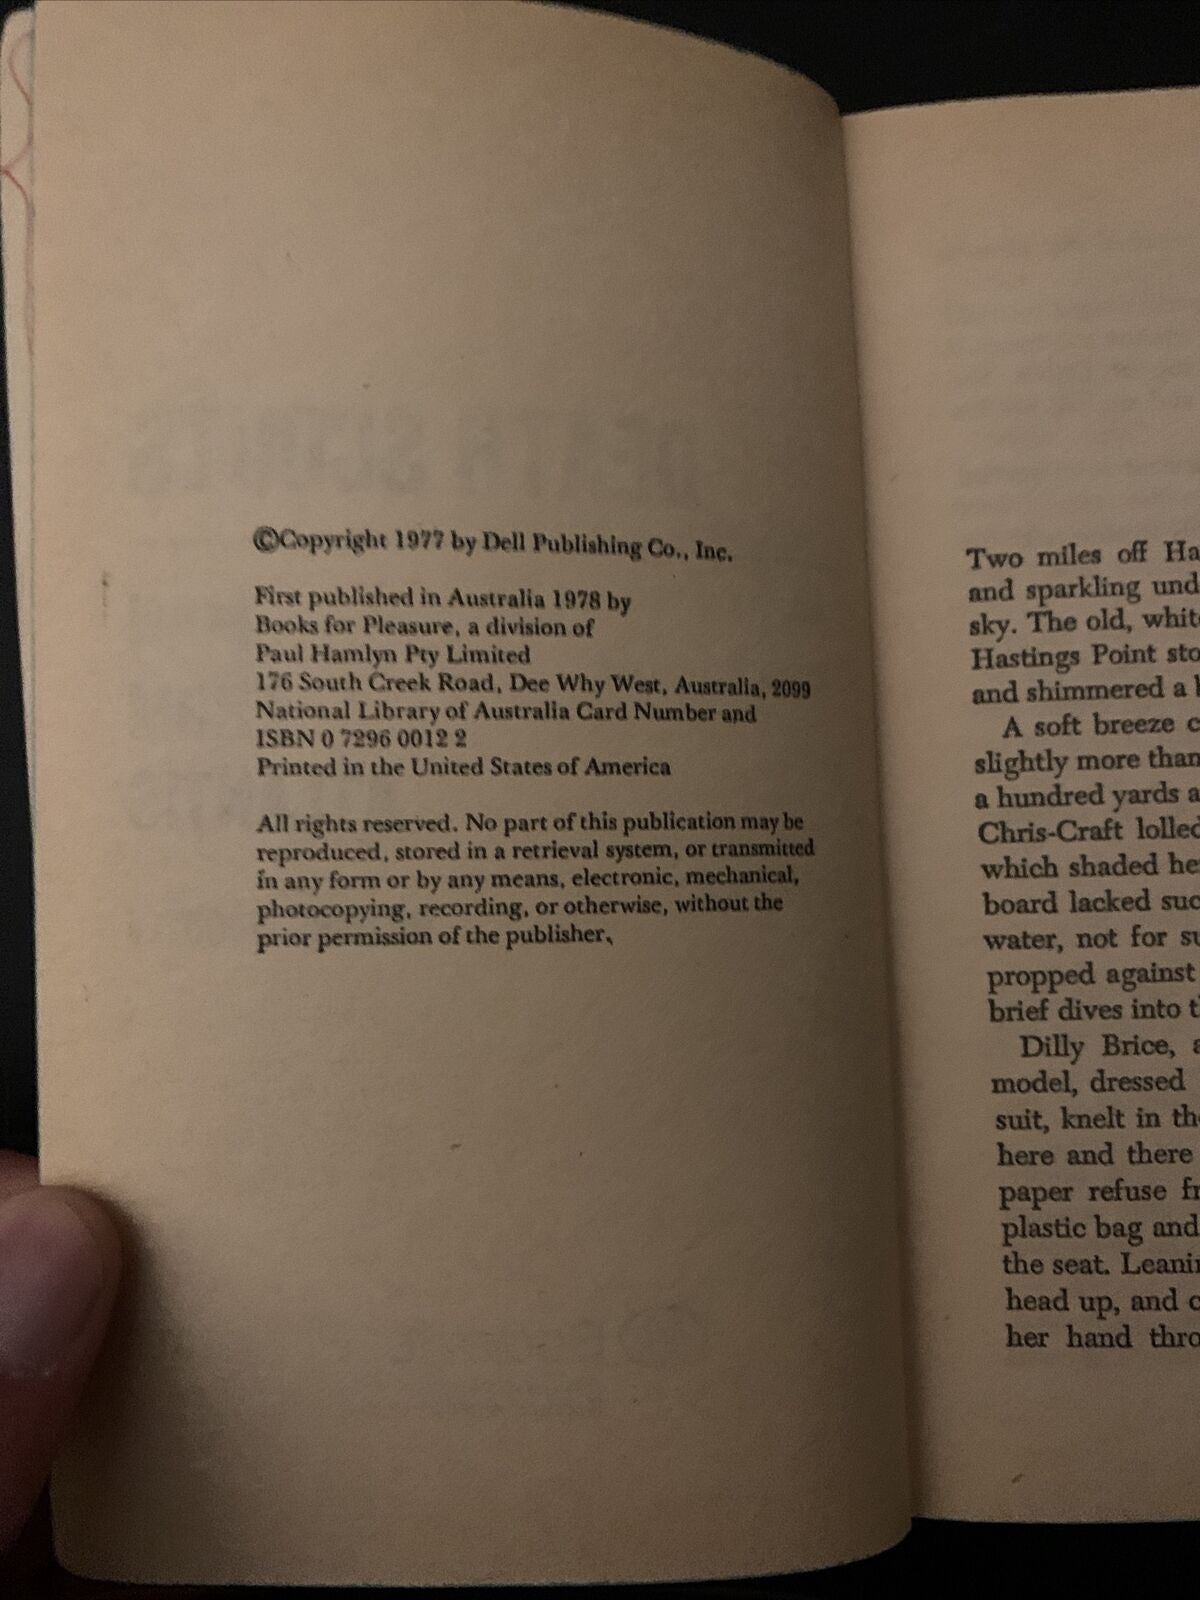 ©Copyright 1977 by Dell Publishing Co., Inc.
First published in Australia 1978 by
Books for Pleasure, a division of
Paul Hamlyn Pty Limited
176 South Creek Road, Dee Why West, Australia, 2099
National Library of Australia Card Number and
ISBN 0 7296 0012 2
Printed in the United States of America
All rights reserved. No part of this publication may be
reproduced, stored in a retrieval system, or transmitted
in any form or by any means, electronic, mechanical,
photocopying, recording, or otherwise, without the
prior permission of the publisher.
Two miles off Ha
and sparkling und
sky. The old, white
Hastings Point sto
and shimmered a
A soft breeze c
slightly more than
a hundred yards a
Chris-Craft lolled
which shaded he
board lacked suc
water, not for su
propped against
brief dives into t
Dilly Brice, a
model, dressed
suit, knelt in th
here and there
paper refuse fr
plastic bag and
the seat. Leani
head up, and c
her hand thro